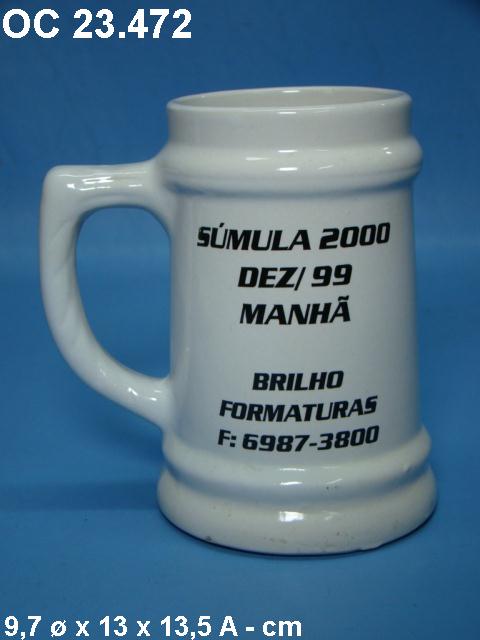 OC 23.472
SÚMULA 2000
DEZ/ 99
MANHÃ
BRILHO
FORMATURAS
F: 6987-3800
9,7 ø x 13 x 13,5 A - cm